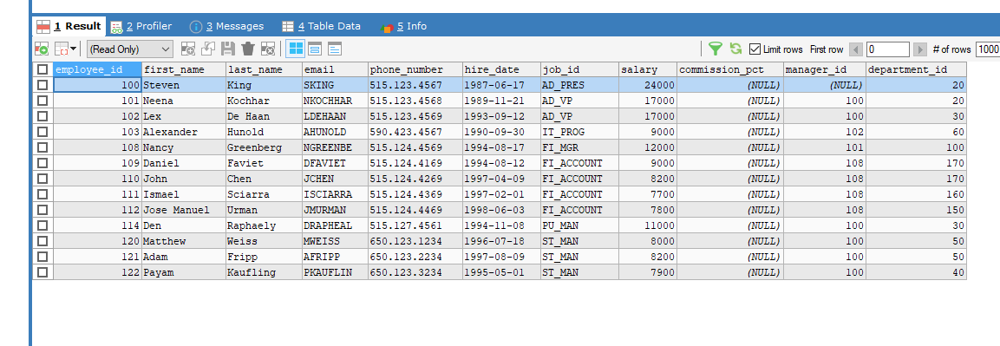 1 Result 2 Profiler 3 Messages 4 Table Data 5 Info
(Read Only) Limit rows First row 0 # of rows 1000
employee_id first_name last_name email phone_number hire_date job_id salary commission_pct manager_id department_id
100 Steven King SKING 515.123.4567 1987-06-17 AD_PRES 24000 (NULL) (NULL) 20
101 Neena Kochhar NKOCHHAR 515.123.4568 1989-11-21 AD_VP 17000 (NULL) 100 20
102 Lex De Haan LDEHAAN 515.123.4569 1993-09-12 AD_VP 17000 (NULL) 100 30
103 Alexander Hunold AHUNOLD 590.423.4567 1990-09-30 IT_PROG 9000 (NULL) 102 60
108 Nancy Greenberg NGREENBE 515.124.4569 1994-08-17 FI_MGR 12000 (NULL) 101 100
109 Daniel Faviet DFAVIET 515.124.4169 1994-08-12 FI_ACCOUNT 9000 (NULL) 108 170
110 John Chen JCHEN 515.124.4269 1997-04-09 FI_ACCOUNT 8200 (NULL) 108 170
111 Ismael Sciarra ISCIARRA 515.124.4369 1997-02-01 FI_ACCOUNT 7700 (NULL) 108 160
112 Jose Manuel Urman JMURMAN 515.124.4469 1998-06-03 FI_ACCOUNT 7800 (NULL) 108 150
114 Den Raphaely DRAPHEAL 515.127.4561 1994-11-08 PU_MAN 11000 (NULL) 100 30
120 Matthew Weiss MWEISS 650.123.1234 1996-07-18 ST_MAN 8000 (NULL) 100 50
121 Adam Fripp AFRIPP 650.123.2234 1997-08-09 ST_MAN 8200 (NULL) 100 50
122 Payam Kaufling PKAUFLIN 650.123.3234 1995-05-01 ST_MAN 7900 (NULL) 100 40